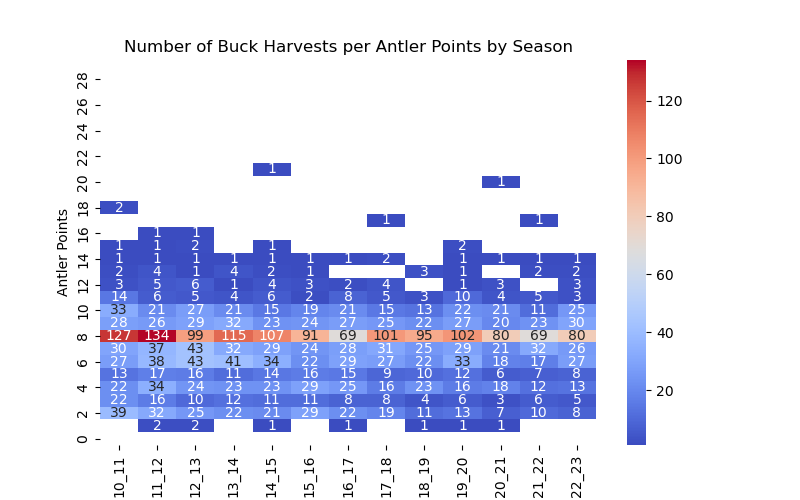 Number of Buck Harvests per Antler Points by Season
Antler Points
28
26
24
22
1
20 1
18 2
1 1
16 1 1
1 1 2 1 2
14 1 1 1 1 1 1 1 2 1 1 1 1
2 4 1 4 2 1 3 1 2 2
12 3 5 6 1 4 3 2 4 1 3 3
14 6 5 4 6 2 8 5 3 10 4 5 3
10 33 21 27 21 15 19 21 15 13 22 21 11 25
28 26 29 32 23 24 27 25 22 27 20 23 30
8 127 134 99 115 107 91 69 101 95 102 80 69 80
30 37 43 32 29 24 28 31 25 29 21 32 26
6 27 38 43 41 34 22 29 27 22 33 18 17 27
13 17 16 11 14 16 15 9 10 12 6 7 8
4 22 34 24 23 23 29 25 16 23 16 18 12 13
22 16 10 12 11 11 8 8 4 6 3 6 5
2 39 32 25 22 21 29 22 19 11 13 7 10 8
2 2 1 1 1 1 1
0
10_11 11_12 12_13 13_14 14_15 15_16 16_17 17_18 18_19 19_20 20_21 21_22 22_23
120
100
80
60
40
20